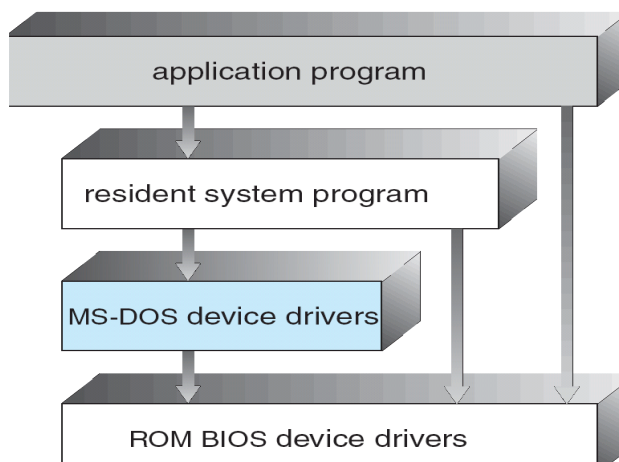 application program
resident system program
MS-DOS device drivers
ROM BIOS device drivers